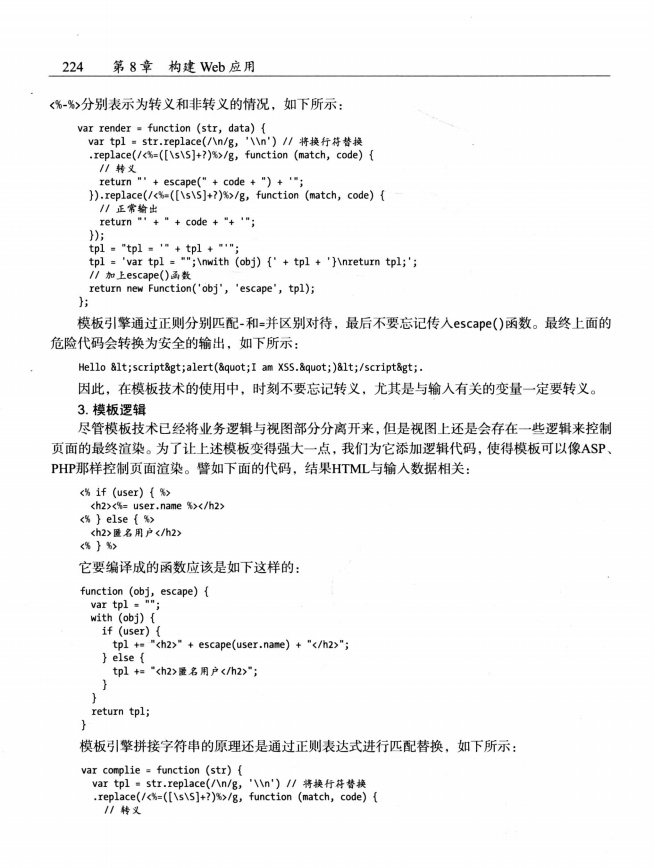 224 第 8 章 构建 Web 应用
<%-%>分别表示为转义和非转义的情况，如下所示：
var render = function (str, data) {
var tpl = str.replace(/\n/g, '\\n') // 将换行符替换
.replace(/<%=([\s\S]+?)%>/g, function (match, code) {
// 转义
return "' + escape(" + code + ") + '";
}).replace(/<%=([\s\S]+?)%>/g, function (match, code) {
// 正常输出
return "' + " + code + "+ '";
});
tpl = "tpl = '" + tpl + "'";
tpl = 'var tpl = "";\nwith (obj) {' + tpl + '}\nreturn tpl;';
// 加上escape()函数
return new Function('obj', 'escape', tpl);
};
模板引擎通过正则分别匹配-和=并区别对待，最后不要忘记传入escape()函数。最终上面的
危险代码会转换为安全的输出，如下所示：
Hello &lt;script&gt;alert(&quot;I am XSS.&quot;)&lt;/script&gt;.
因此，在模板技术的使用中，时刻不要忘记转义，尤其是与输入有关的变量一定要转义。
3. 模板逻辑
尽管模板技术已经将业务逻辑与视图部分分离开来，但是视图上还是会存在一些逻辑来控制
页面的最终渲染。为了让上述模板变得强大一点，我们为它添加逻辑代码，使得模板可以像ASP、
PHP那样控制页面渲染。譬如下面的代码，结果HTML与输入数据相关：
<% if (user) { %>
<h2><%= user.name %></h2>
<% } else { %>
<h2>匿名用户</h2>
<% } %>
它要编译成的函数应该是如下这样的：
function (obj, escape) {
var tpl = "";
with (obj) {
if (user) {
tpl += "<h2>" + escape(user.name) + "</h2>";
} else {
tpl += "<h2>匿名用户</h2>";
}
}
return tpl;
}
模板引擎拼接字符串的原理还是通过正则表达式进行匹配替换，如下所示：
var complie = function (str) {
var tpl = str.replace(/\n/g, '\\n') // 将换行符替换
.replace(/<%=([\s\S]+?)%>/g, function (match, code) {
// 转义